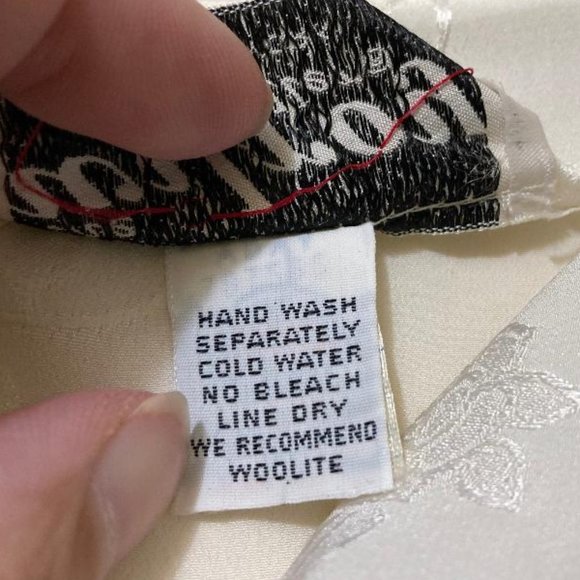 HAND WASH
SEPARATELY
COLD WATER
NO BLEACH
LINE DRY
WE RECOMMEND
WOOLITE